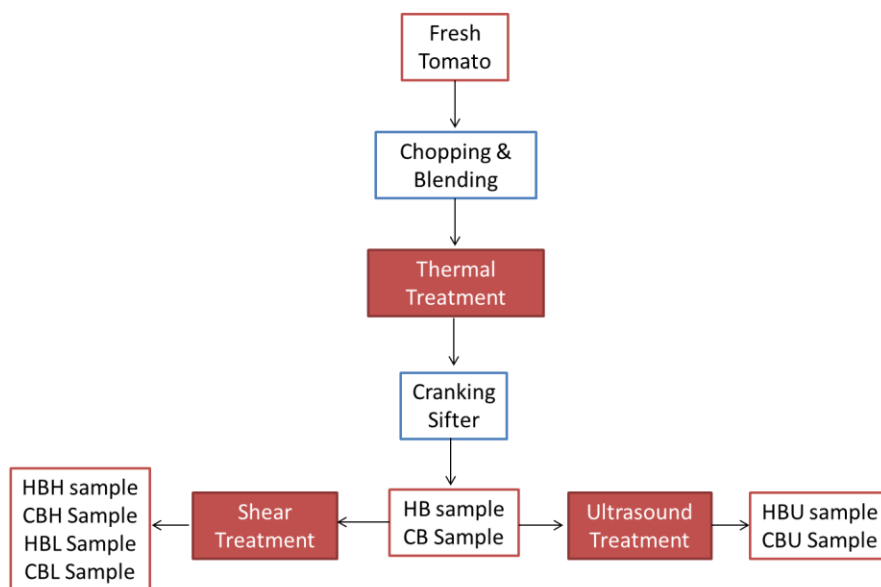 Fresh
Tomato
Chopping &
Blending
Thermal
Treatment
Cranking
Sifter
HBH sample
CBH Sample
HBL Sample
CBL Sample
Shear
Treatment
HB sample
CB Sample
Ultrasound
Treatment
HBU sample
CBU Sample